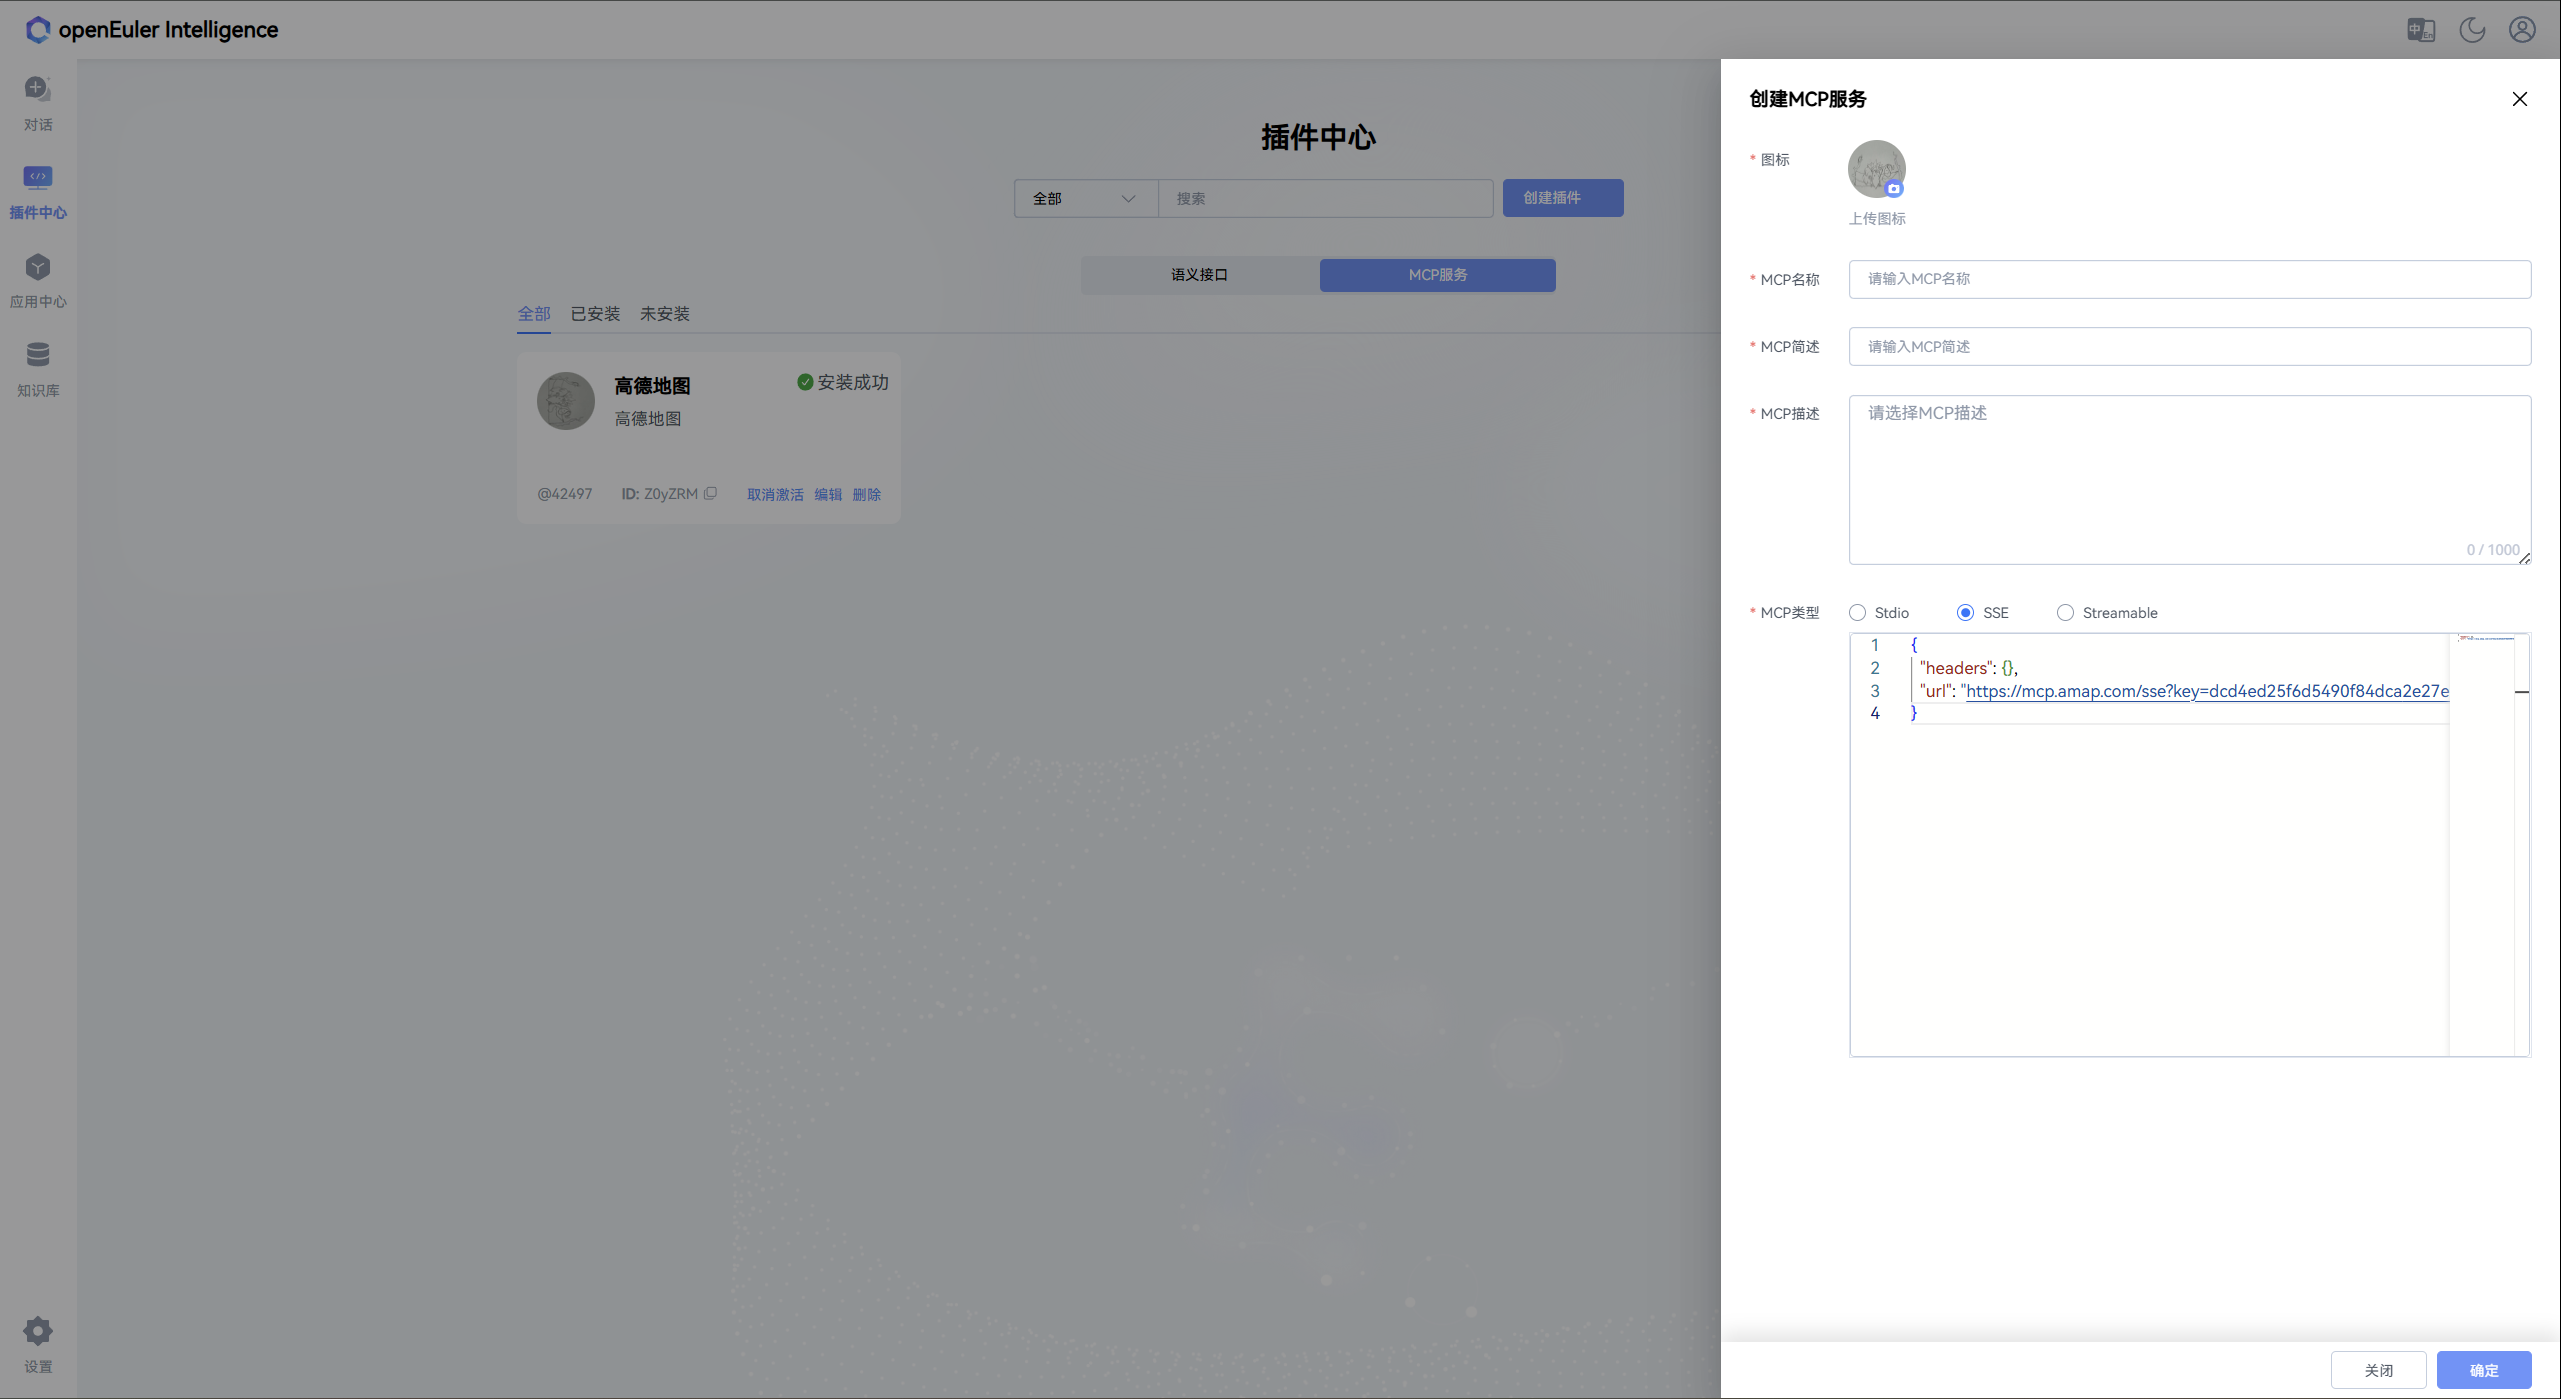 openEuler Intelligence
中 En
对话
插件中心
应用中心
知识库
设置
插件中心
全部
搜索
创建插件
语义接口
MCP服务
全部 已安装 未安装
高德地图
安装成功
高德地图
@42497 ID: Z0yZRM 取消激活 编辑 删除
创建MCP服务
* 图标
上传图标
* MCP名称 请输入MCP名称
* MCP简述 请输入MCP简述
* MCP描述 请选择MCP描述
0 / 1000
* MCP类型 Stdio SSE Streamable
1 {
2 "headers": {},
3 "url": "https://mcp.amap.com/sse?key=dcd4ed25f6d5490f84dca2e27e
4 }
关闭 确定